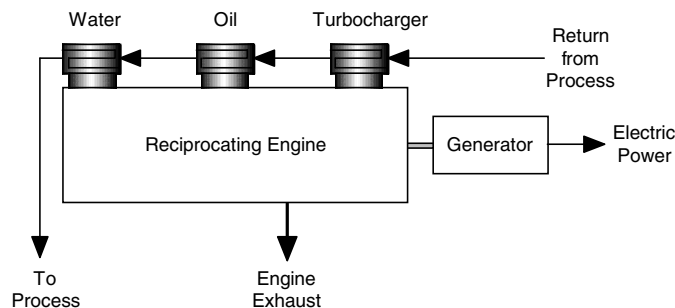 Water
Oil
Turbocharger
Return
from
Process
Reciprocating Engine
Generator
Electric
Power
To
Process
Engine
Exhaust